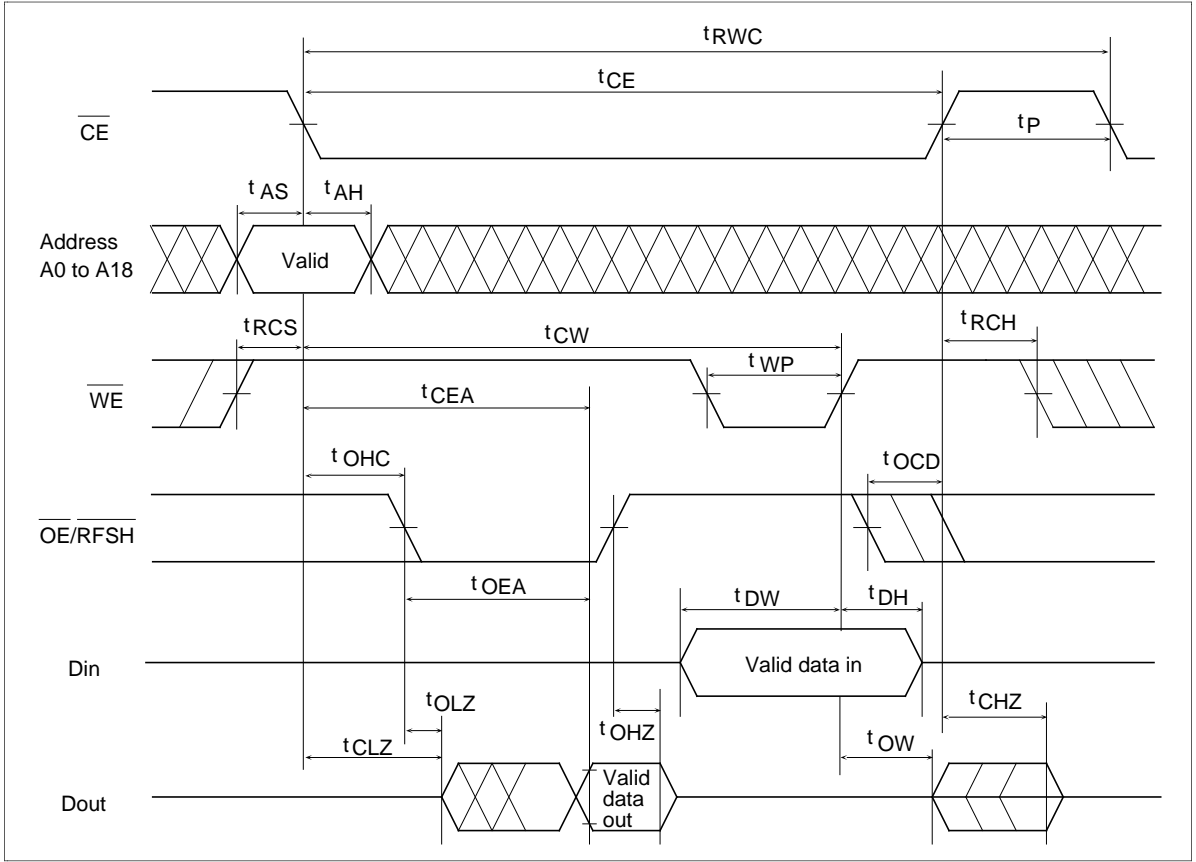 tRWC
tCE
CE
tP
tAS tAH
Address
A0 to A18
Valid
tRCS
tCW
tRCH
tWP
WE
tCEA
tOHC
tOCD
OE/RFSH
tOEA
tDW
tDH
Din
Valid data in
tOLZ
tOHZ
tCHZ
tCLZ
tOW
Dout
Valid
data
out